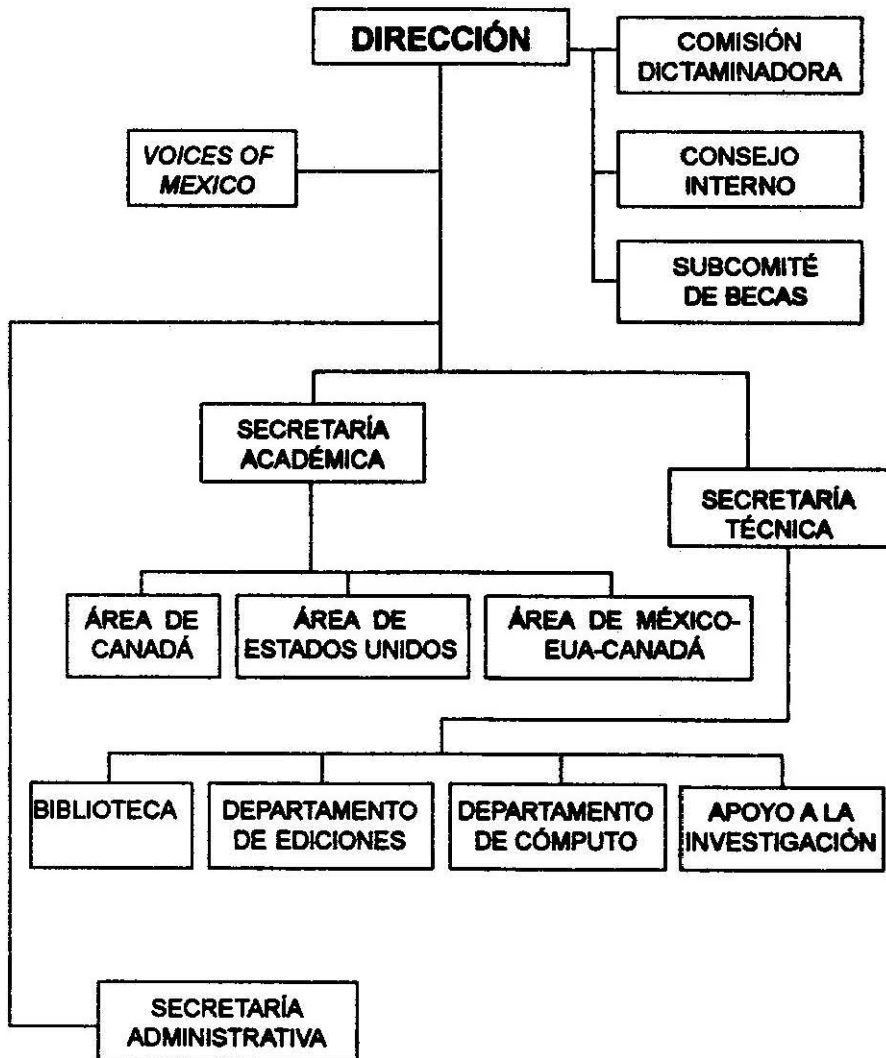 DIRECCIÓN
COMISIÓN
DICTAMINADORA
VOICES OF
MEXICO
CONSEJO
INTERNO
SUBCOMITÉ
DE BECAS
SECRETARÍA
ACADÉMICA
SECRETARÍA
TÉCNICA
ÁREA DE
CANADÁ
ÁREA DE
ESTADOS UNIDOS
ÁREA DE MÉXICO-
EUA-CANADÁ
BIBLIOTECA
DEPARTAMENTO
DE EDICIONES
DEPARTAMENTO
DE CÓMPUTO
APOYO A LA
INVESTIGACIÓN
SECRETARÍA
ADMINISTRATIVA